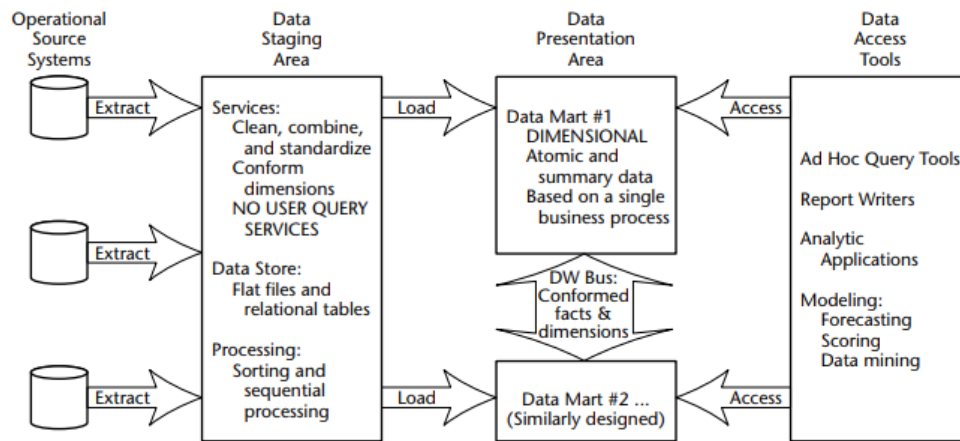 Operational
Source
Systems
Data
Staging
Area
Data
Presentation
Area
Data
Access
Tools
Extract
Extract
Extract
Services:
Clean, combine,
and standardize
Conform
dimensions
NO USER QUERY
SERVICES
Data Store:
Flat files and
relational tables
Processing:
Sorting and
sequential
processing
Load
Load
Data Mart #1
DIMENSIONAL
Atomic and
summary data
Based on a single
business process
DW Bus:
Conformed
facts &
dimensions
Data Mart #2 ...
(Similarly designed)
Access
Access
Ad Hoc Query Tools
Report Writers
Analytic
Applications
Modeling:
Forecasting
Scoring
Data mining